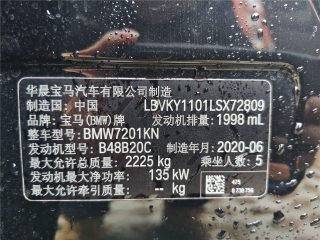 华晨宝马汽车有限公司制造
制造国：中国 LBVKY1101LSX72809
品牌：宝马(BMW)牌 发动机排量：1998 mL
整车型号：BMW7201KN
发动机型号：B48B20C 制造年月：2020-06
最大允许总质量：2225 kg 乘坐人数：5
发动机最大净功率：135 kW
最大允许牵引质量：-- kg